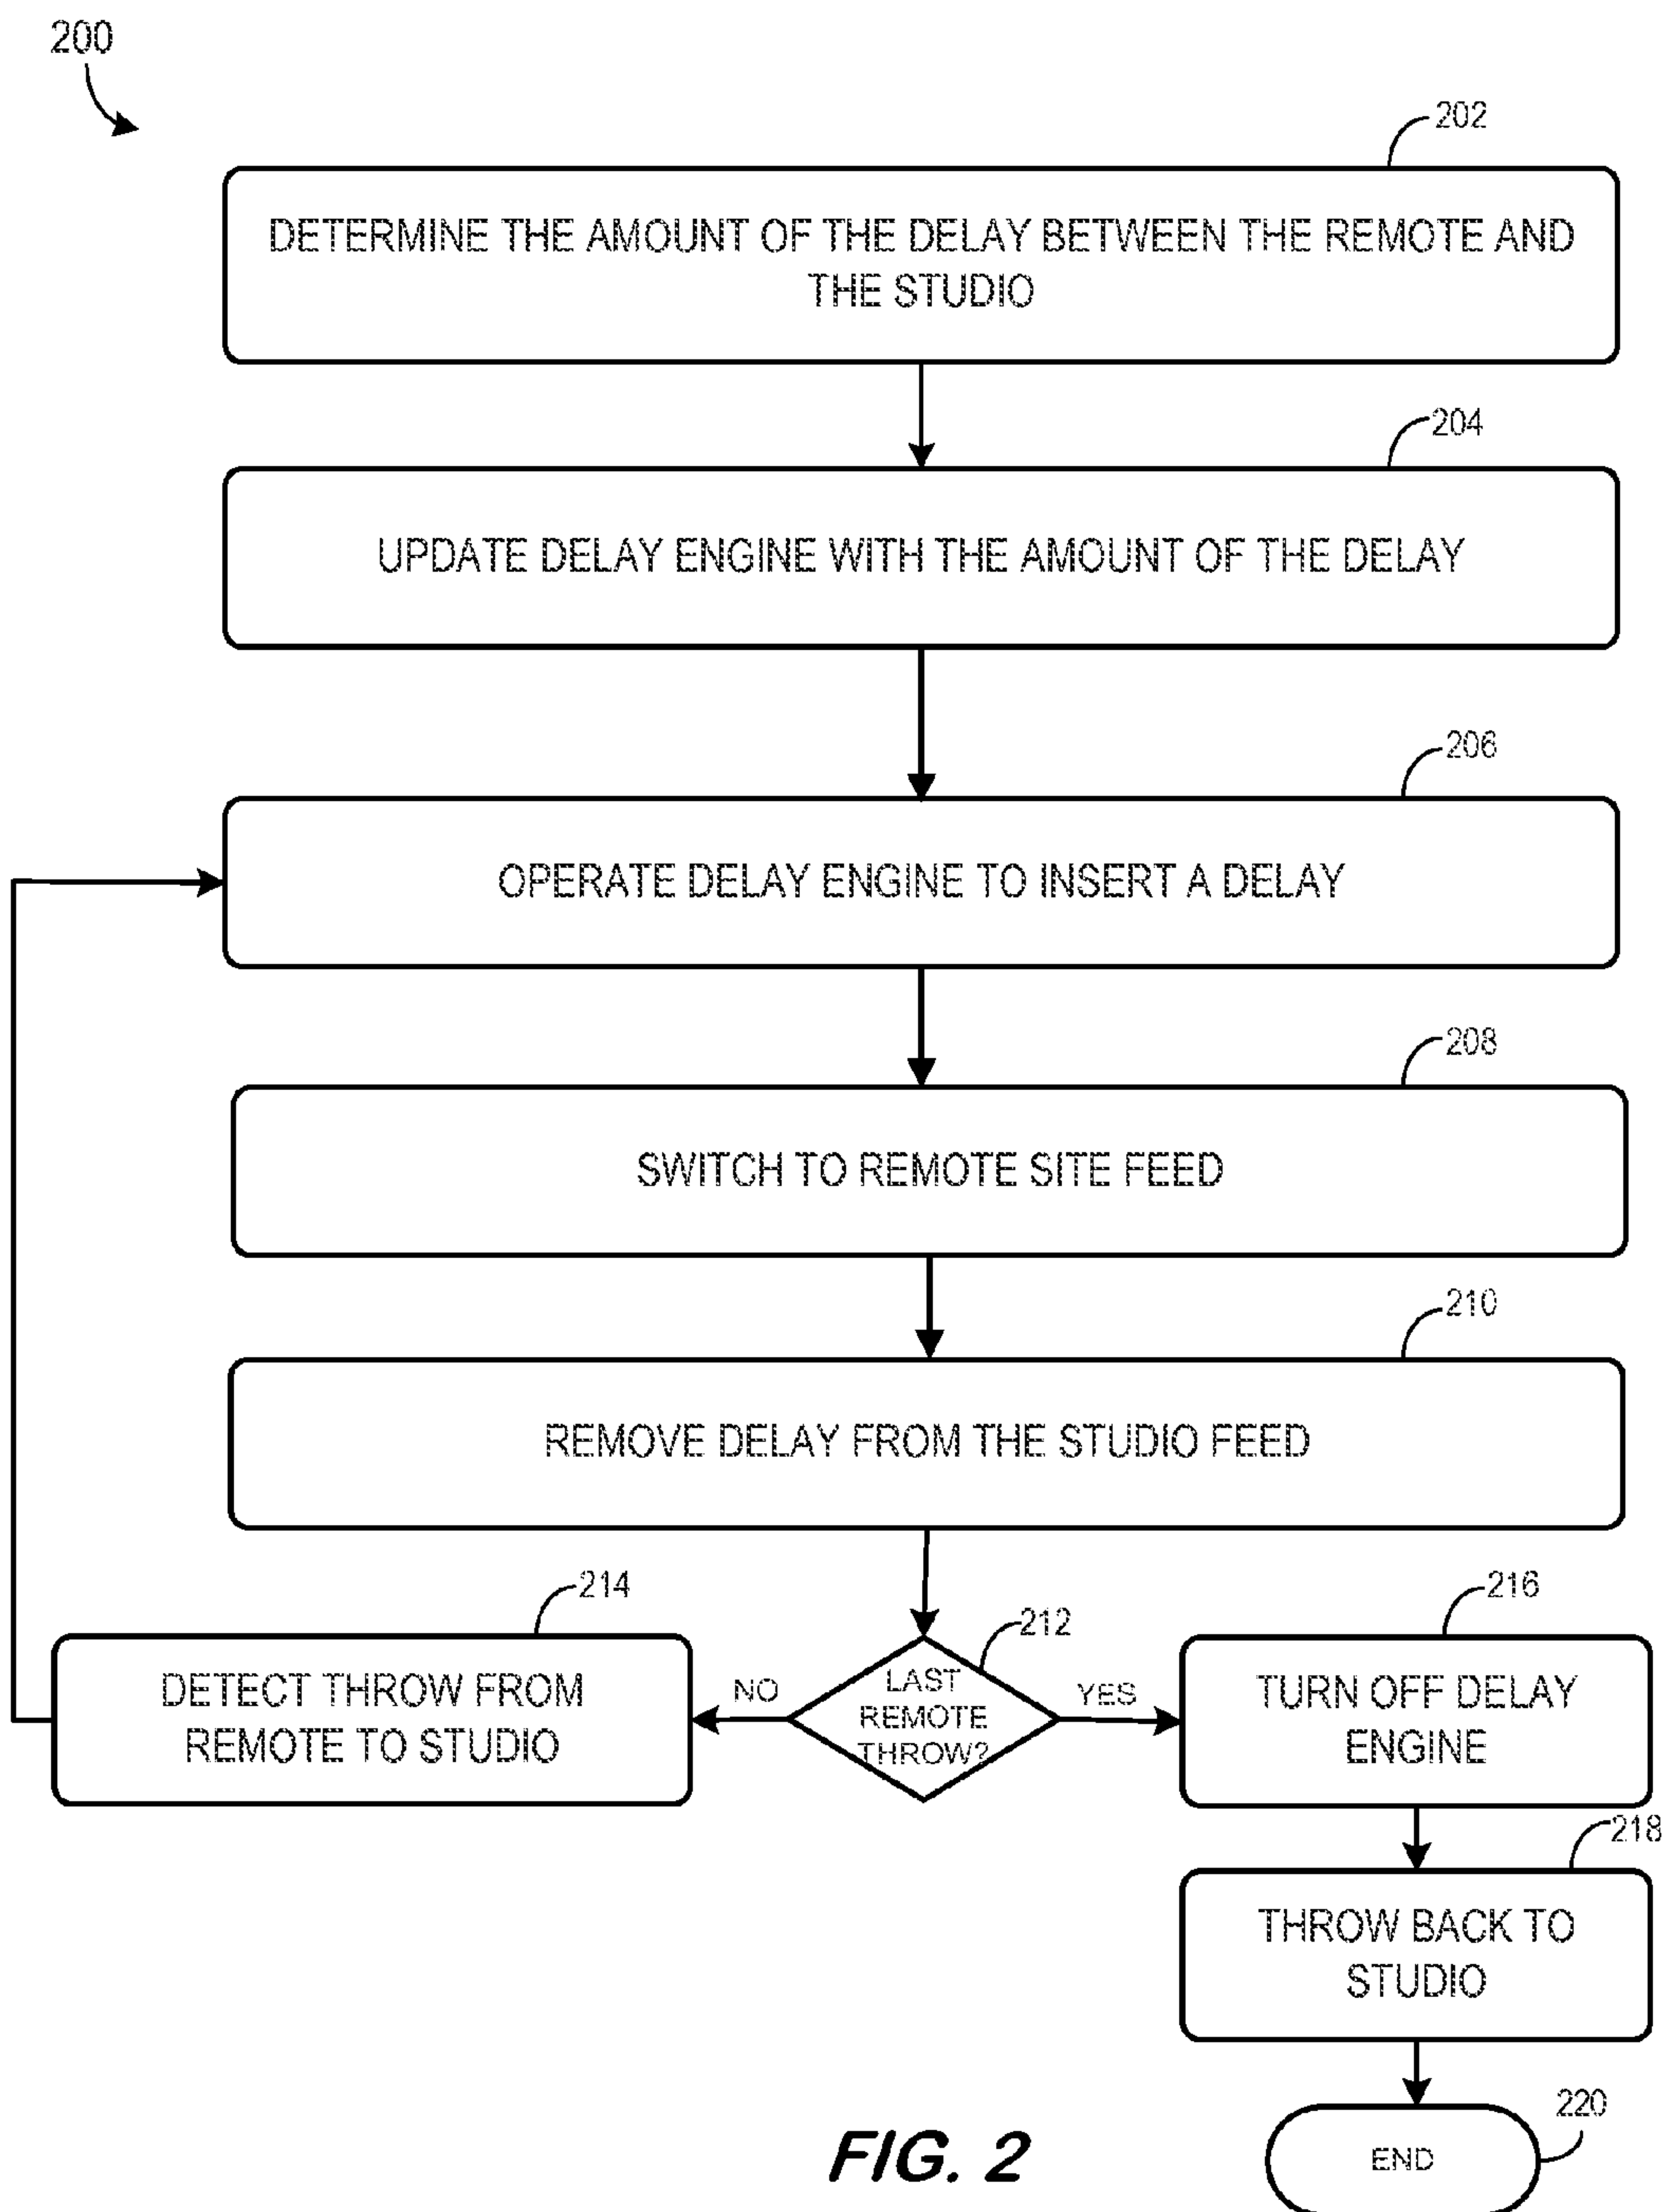 200
202
DETERMINE THE AMOUNT OF THE DELAY BETWEEN THE REMOTE AND
THE STUDIO
204
UPDATE DELAY ENGINE WITH THE AMOUNT OF THE DELAY
206
OPERATE DELAY ENGINE TO INSERT A DELAY
208
SWITCH TO REMOTE SITE FEED
210
REMOVE DELAY FROM THE STUDIO FEED
214
DETECT THROW FROM
REMOTE TO STUDIO
NO
212
LAST
REMOTE
THROW?
YES
216
TURN OFF DELAY
ENGINE
218
THROW BACK TO
STUDIO
220
END
FIG. 2